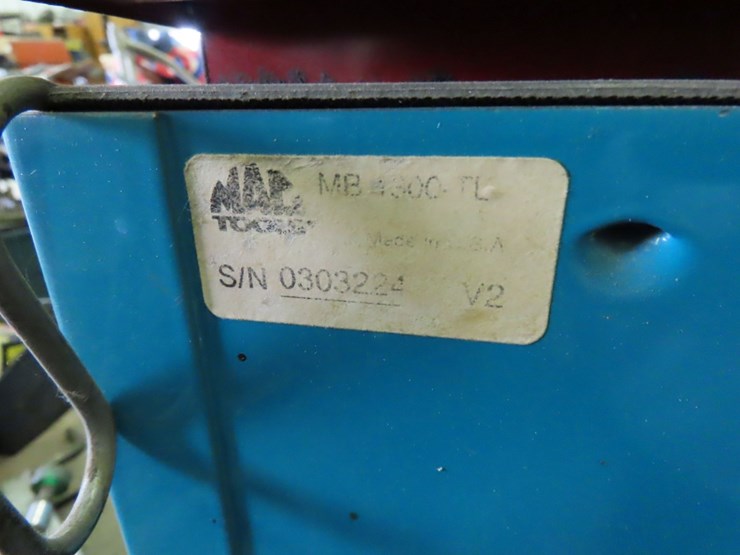 MAC
TOOLS
MB 4300-TL
Made in U.S.A
S/N 0303224
V2